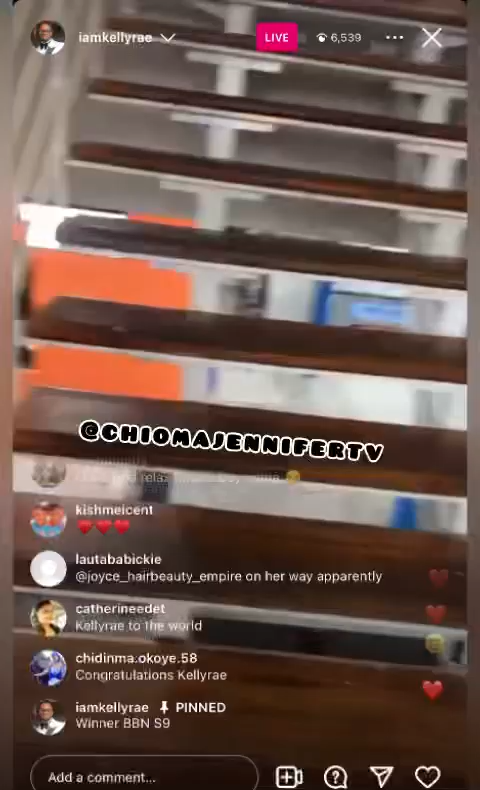 iamkellyrae
LIVE
6,539
@CHIOMAJENNIFERTV
kishmeicent
lautababickie
@joyce_hairbeauty_empire on her way apparently
catherineedet
Kellyrae to the world
chidinma.okoye.58
Congratulations Kellyrae
iamkellyrae PINNED
Winner BBN S9
Add a comment...